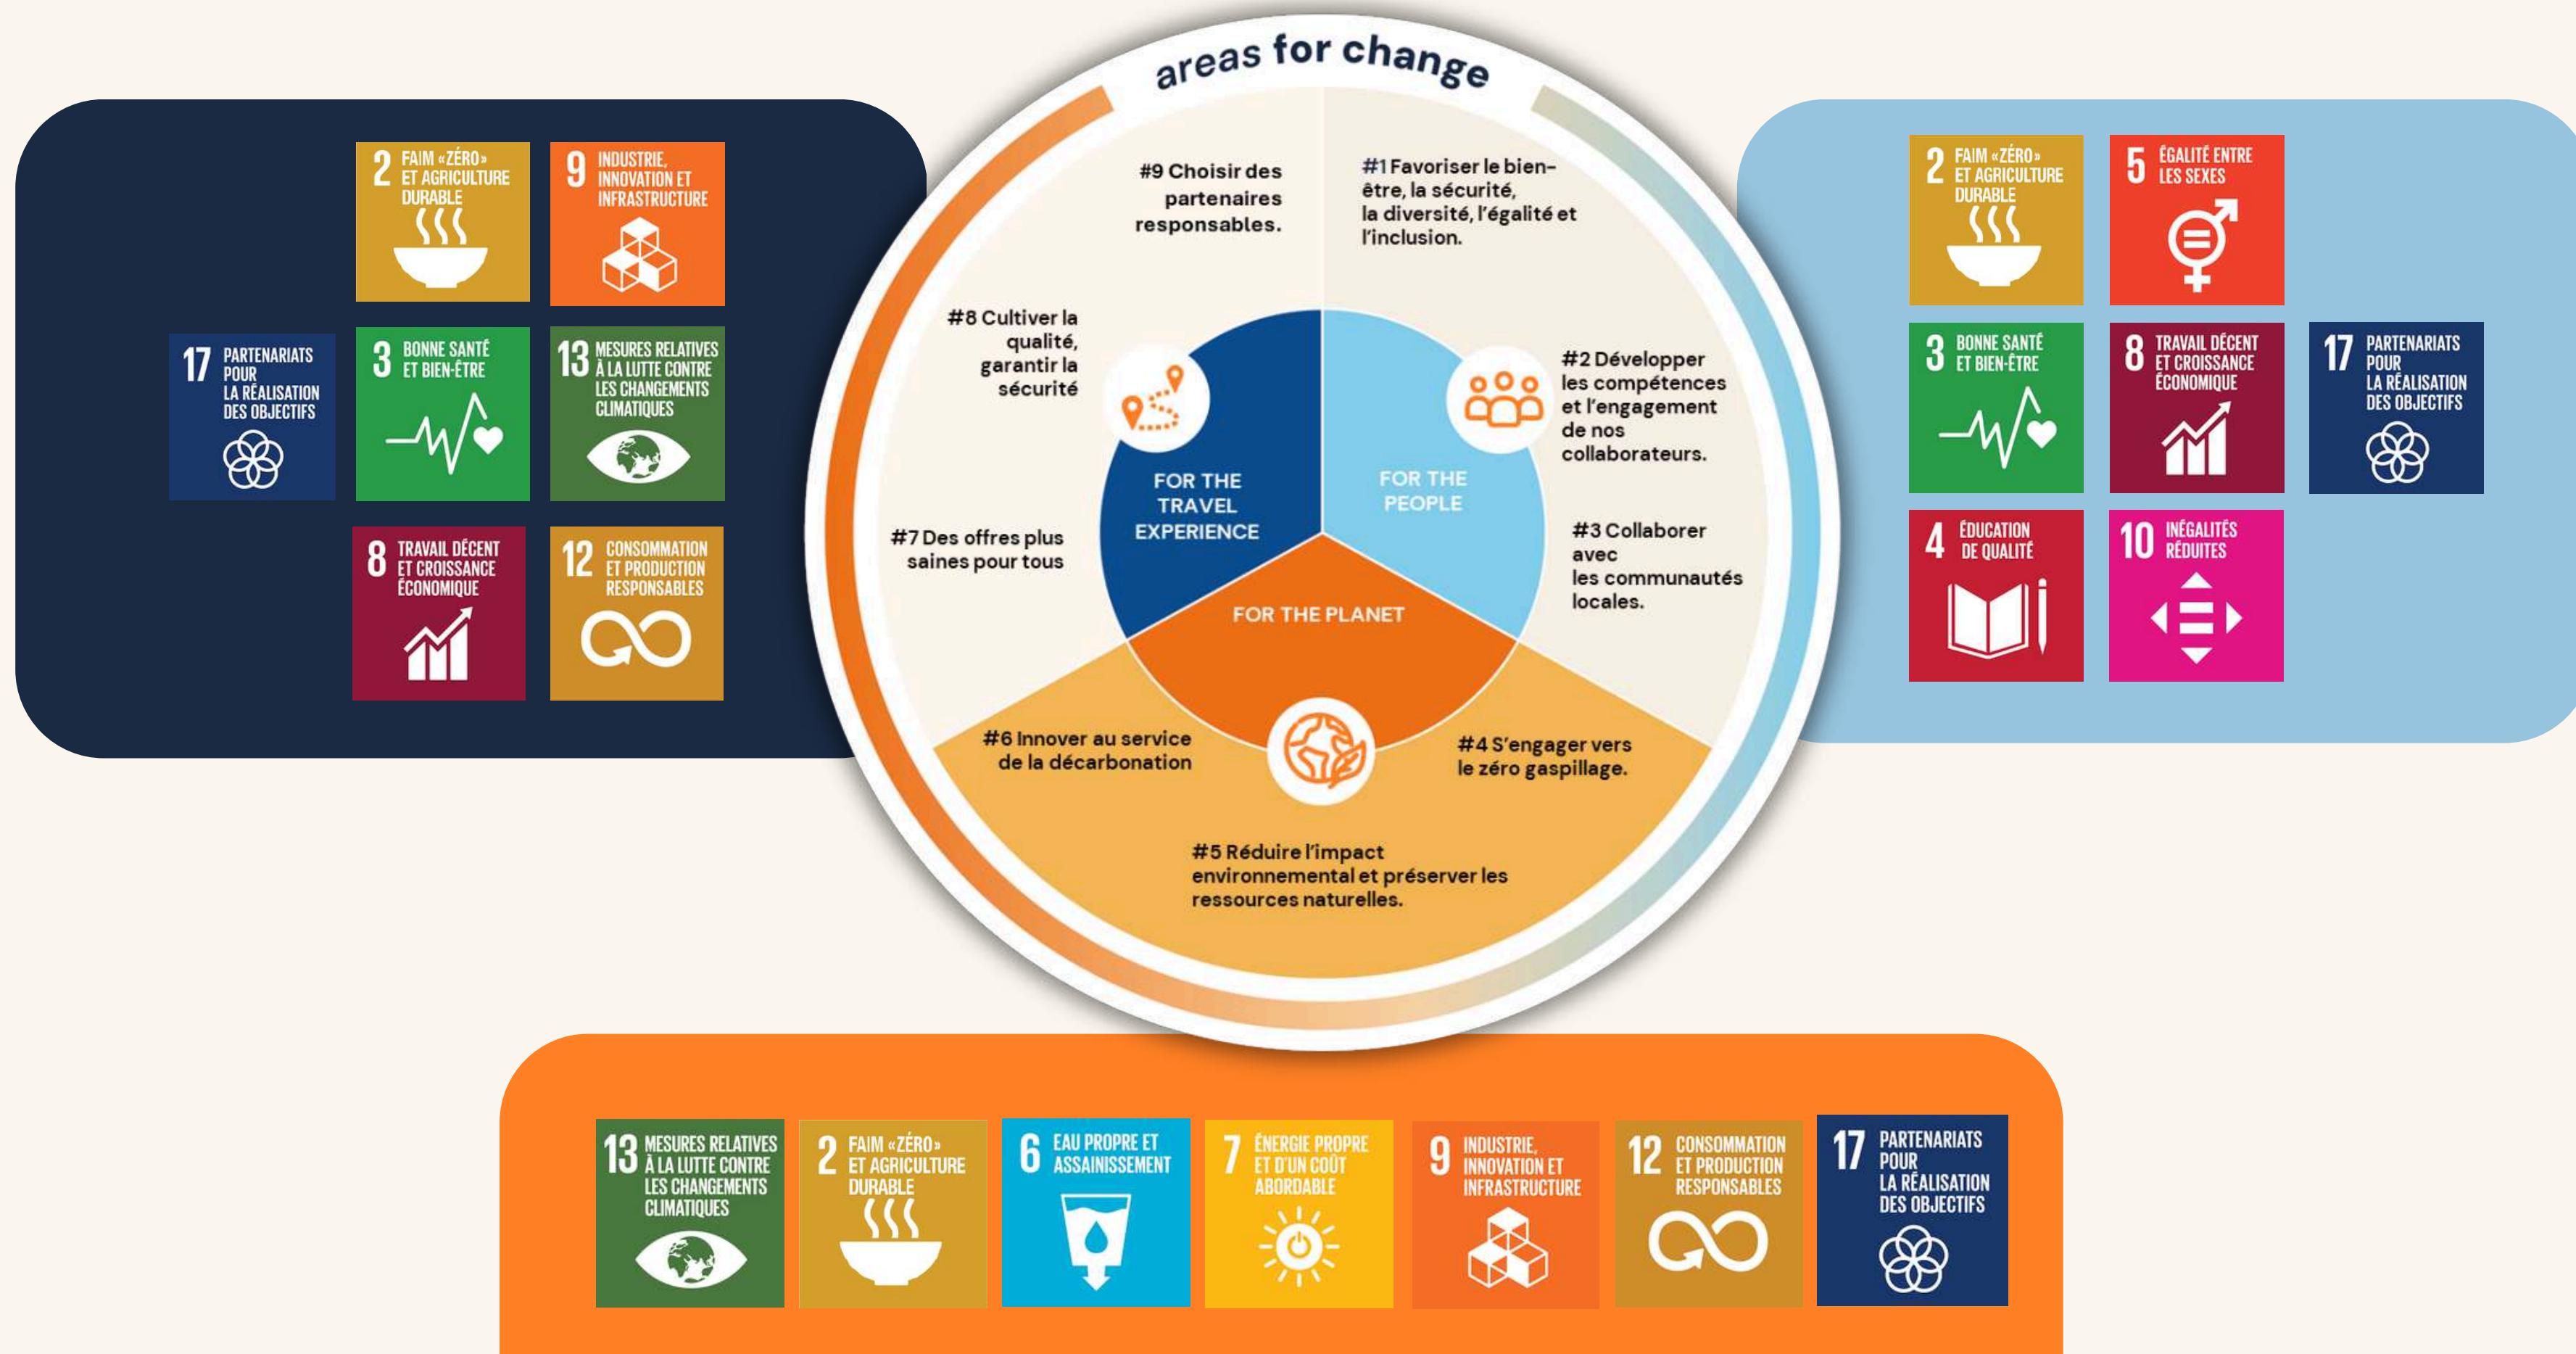 areas for change
2 FAIM «ZÉRO»
ET AGRICULTURE
DURABLE
9 INDUSTRIE,
INNOVATION ET
INFRASTRUCTURE
17 PARTENARIATS
POUR
LA RÉALISATION
DES OBJECTIFS
3 BONNE SANTÉ
ET BIEN-ÊTRE
13 MESURES RELATIVES
À LA LUTTE CONTRE
LES CHANGEMENTS
CLIMATIQUES
8 TRAVAIL DÉCENT
ET CROISSANCE
ÉCONOMIQUE
12 CONSOMMATION
ET PRODUCTION
RESPONSABLES
#9 Choisir des
partenaires
responsables.
#1 Favoriser le bien-
être, la sécurité,
la diversité, l'égalité et
l'inclusion.
#8 Cultiver la
qualité,
garantir la
sécurité
#2 Développer
les compétences
et l'engagement
de nos
collaborateurs.
FOR THE
TRAVEL
EXPERIENCE
FOR THE
PEOPLE
#7 Des offres plus
saines pour tous
#3 Collaborer
avec
les communautés
locales.
FOR THE PLANET
#6 Innover au service
de la décarbonation
#4 S'engager vers
le zéro gaspillage.
#5 Réduire l'impact
environnemental et préserver les
ressources naturelles.
2 FAIM «ZÉRO»
ET AGRICULTURE
DURABLE
5 ÉGALITÉ ENTRE
LES SEXES
3 BONNE SANTÉ
ET BIEN-ÊTRE
8 TRAVAIL DÉCENT
ET CROISSANCE
ÉCONOMIQUE
17 PARTENARIATS
POUR
LA RÉALISATION
DES OBJECTIFS
4 ÉDUCATION
DE QUALITÉ
10 INÉGALITÉS
RÉDUITES
13 MESURES RELATIVES
À LA LUTTE CONTRE
LES CHANGEMENTS
CLIMATIQUES
2 FAIM «ZÉRO»
ET AGRICULTURE
DURABLE
6 EAU PROPRE ET
ASSAINISSEMENT
7 ÉNERGIE PROPRE
ET D'UN COÛT
ABORDABLE
9 INDUSTRIE,
INNOVATION ET
INFRASTRUCTURE
12 CONSOMMATION
ET PRODUCTION
RESPONSABLES
17 PARTENARIATS
POUR
LA RÉALISATION
DES OBJECTIFS